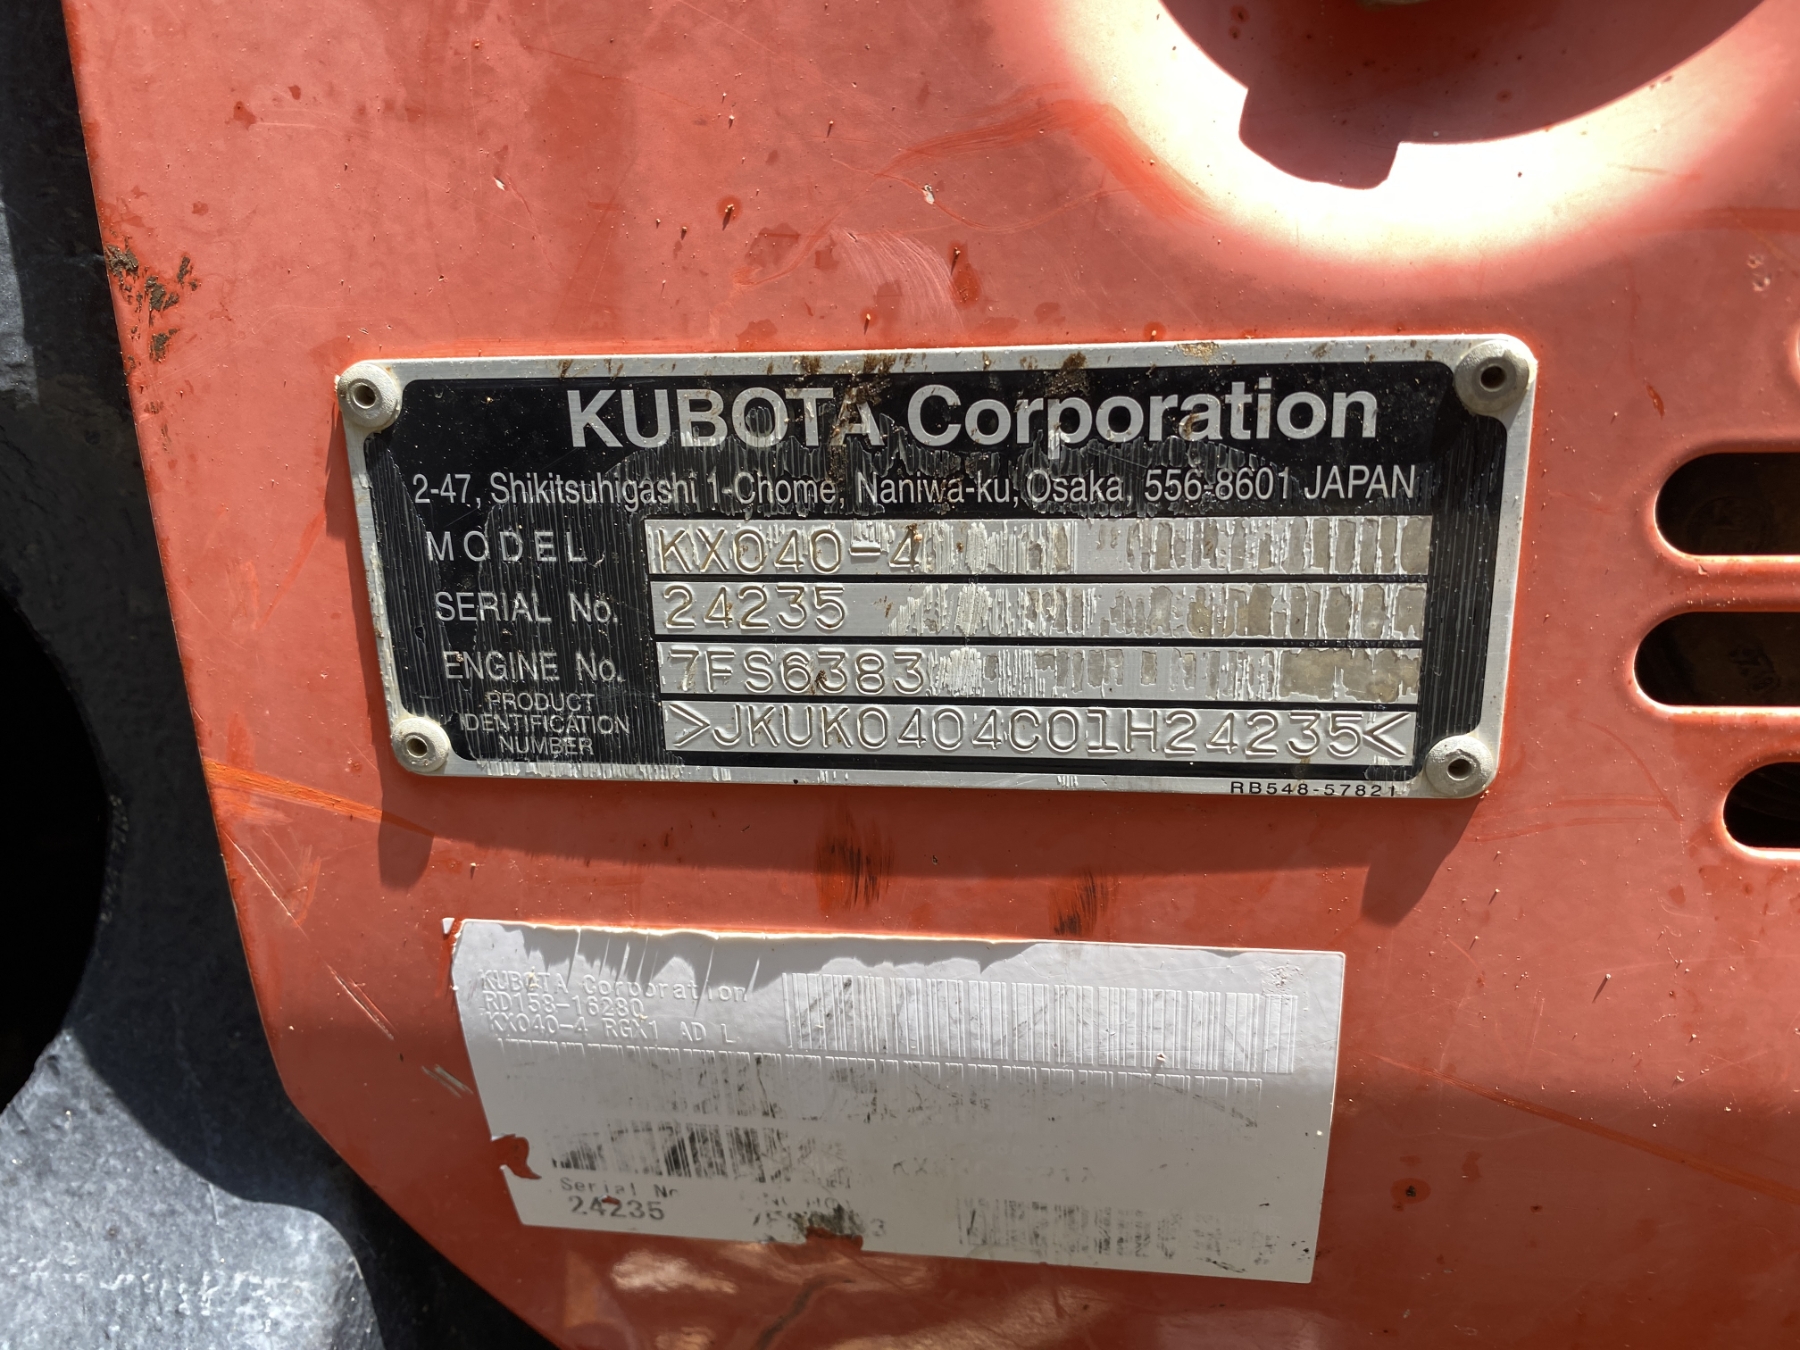 KUBOTA Corporation
2-47, Shikitsuhigashi 1-Chome, Naniwa-ku, Osaka, 556-8601 JAPAN
MODEL KX040-4
SERIAL No. 24235
ENGINE No. 7FS6383
PRODUCT IDENTIFICATION NUMBER >JKUK0404C01H24235<
RB548-57821
KUBOTA Corporation
RD158-16280
KX040-4 RGX1 AD L
Serial No
24235